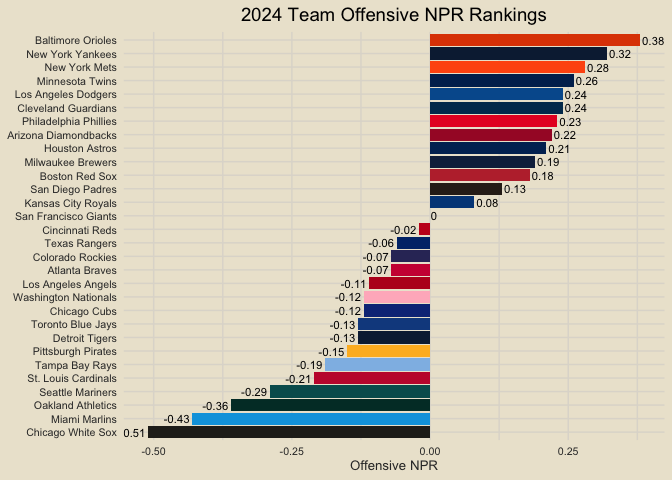 2024 Team Offensive NPR Rankings
Baltimore Orioles 0.38
New York Yankees 0.32
New York Mets 0.28
Minnesota Twins 0.26
Los Angeles Dodgers 0.24
Cleveland Guardians 0.24
Philadelphia Phillies 0.23
Arizona Diamondbacks 0.22
Houston Astros 0.21
Milwaukee Brewers 0.19
Boston Red Sox 0.18
San Diego Padres 0.13
Kansas City Royals 0.08
San Francisco Giants 0
Cincinnati Reds -0.02
Texas Rangers -0.06
Colorado Rockies -0.07
Atlanta Braves -0.07
Los Angeles Angels -0.11
Washington Nationals -0.12
Chicago Cubs -0.12
Toronto Blue Jays -0.13
Detroit Tigers -0.13
Pittsburgh Pirates -0.15
Tampa Bay Rays -0.19
St. Louis Cardinals -0.21
Seattle Mariners -0.29
Oakland Athletics -0.36
Miami Marlins -0.43
Chicago White Sox 0.51
-0.50 -0.25 0.00 0.25
Offensive NPR